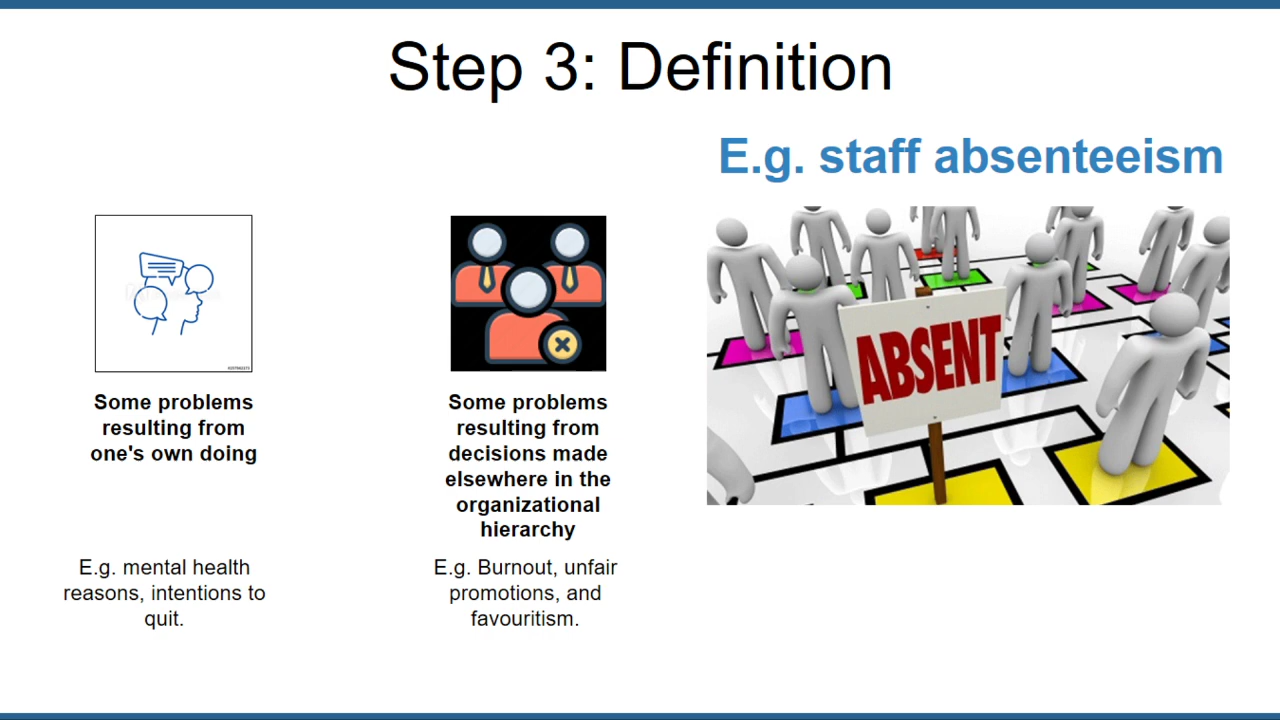 Step 3: Definition
E.g. staff absenteeism
Some problems
resulting from
one's own doing
E.g. mental health
reasons, intentions to
quit.
Some problems
resulting from
decisions made
elsewhere in the
organizational
hierarchy
E.g. Burnout, unfair
promotions, and
favouritism.
ABSENT